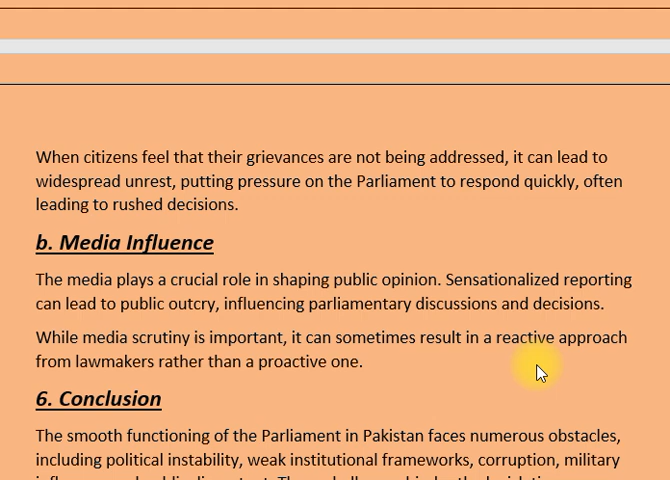 When citizens feel that their grievances are not being addressed, it can lead to
widespread unrest, putting pressure on the Parliament to respond quickly, often
leading to rushed decisions.
b. Media Influence
The media plays a crucial role in shaping public opinion. Sensationalized reporting
can lead to public outcry, influencing parliamentary discussions and decisions.
While media scrutiny is important, it can sometimes result in a reactive approach
from lawmakers rather than a proactive one.
6. Conclusion
The smooth functioning of the Parliament in Pakistan faces numerous obstacles,
including political instability, weak institutional frameworks, corruption, military